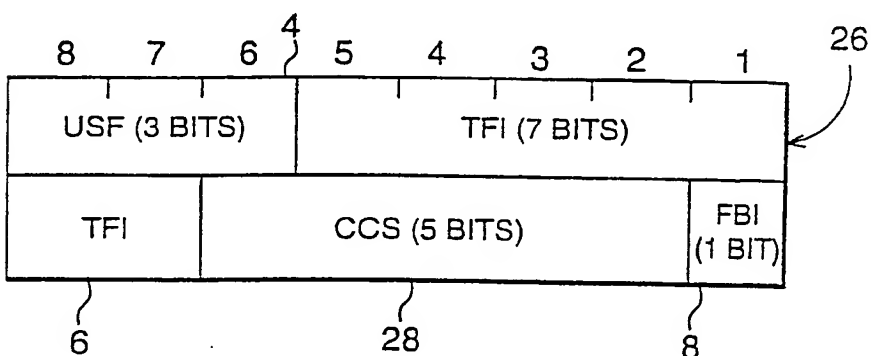 4
8 7 6 5 4 3 2 1 26
USF (3 BITS) TFI (7 BITS)
TFI CCS (5 BITS) FBI
(1 BIT)
6 28 8